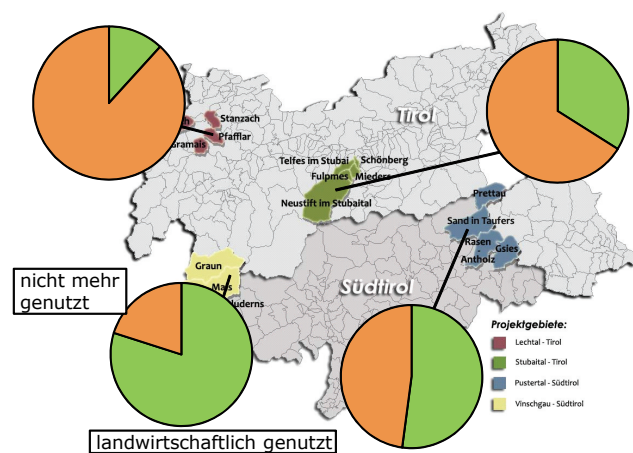 Tirol
Stanzach
Pfafflar
Gramais
Telfes im Stubai
Schönberg
Fulpmes
Mieders
Neustift im Stubaital
Prettau
Sand in Taufers
Rasen
Gsies
Antholz
Graun
nicht mehr
genutzt
Südtirol
Projektgebiete:
Lechtal - Tirol
Stubaital - Tirol
Pustertal - Südtirol
Vinschgau - Südtirol
landwirtschaftlich genutzt